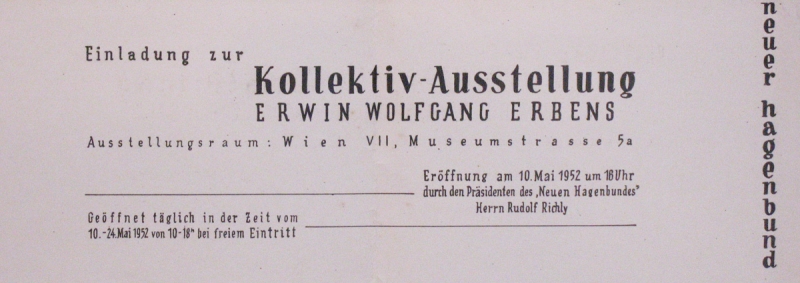 Einladung zur
Kollektiv-Ausstellung
ERWIN WOLFGANG ERBENS
Ausstellungsraum: Wien VII, Museumstrasse 5a
Eröffnung am 10. Mai 1952 um 16 Uhr
durch den Präsidenten des „Neuen Hagenbundes"
Herrn Rudolf Richly
Geöffnet täglich in der Zeit vom
10.-24. Mai 1952 von 10-18ʰ bei freiem Eintritt
neuer hagenbund